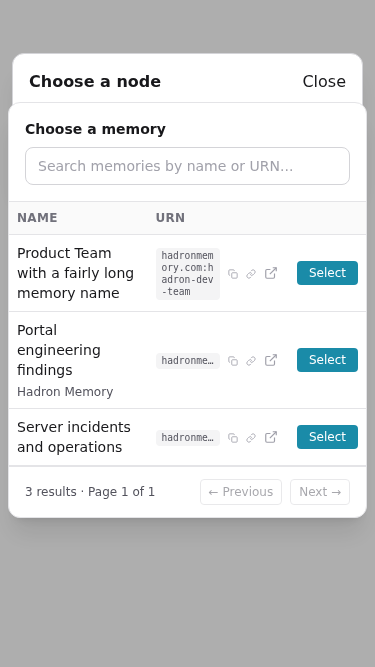 Choose a node
Close
Choose a memory
Search memories by name or URN...
NAME
URN
Product Team
with a fairly long
memory name
hadronmem
ory.com:h
adron-dev
-team
Select
Portal
engineering
findings
Hadron Memory
hadronme…
Select
Server incidents
and operations
hadronme…
Select
3 results · Page 1 of 1
← Previous
Next →